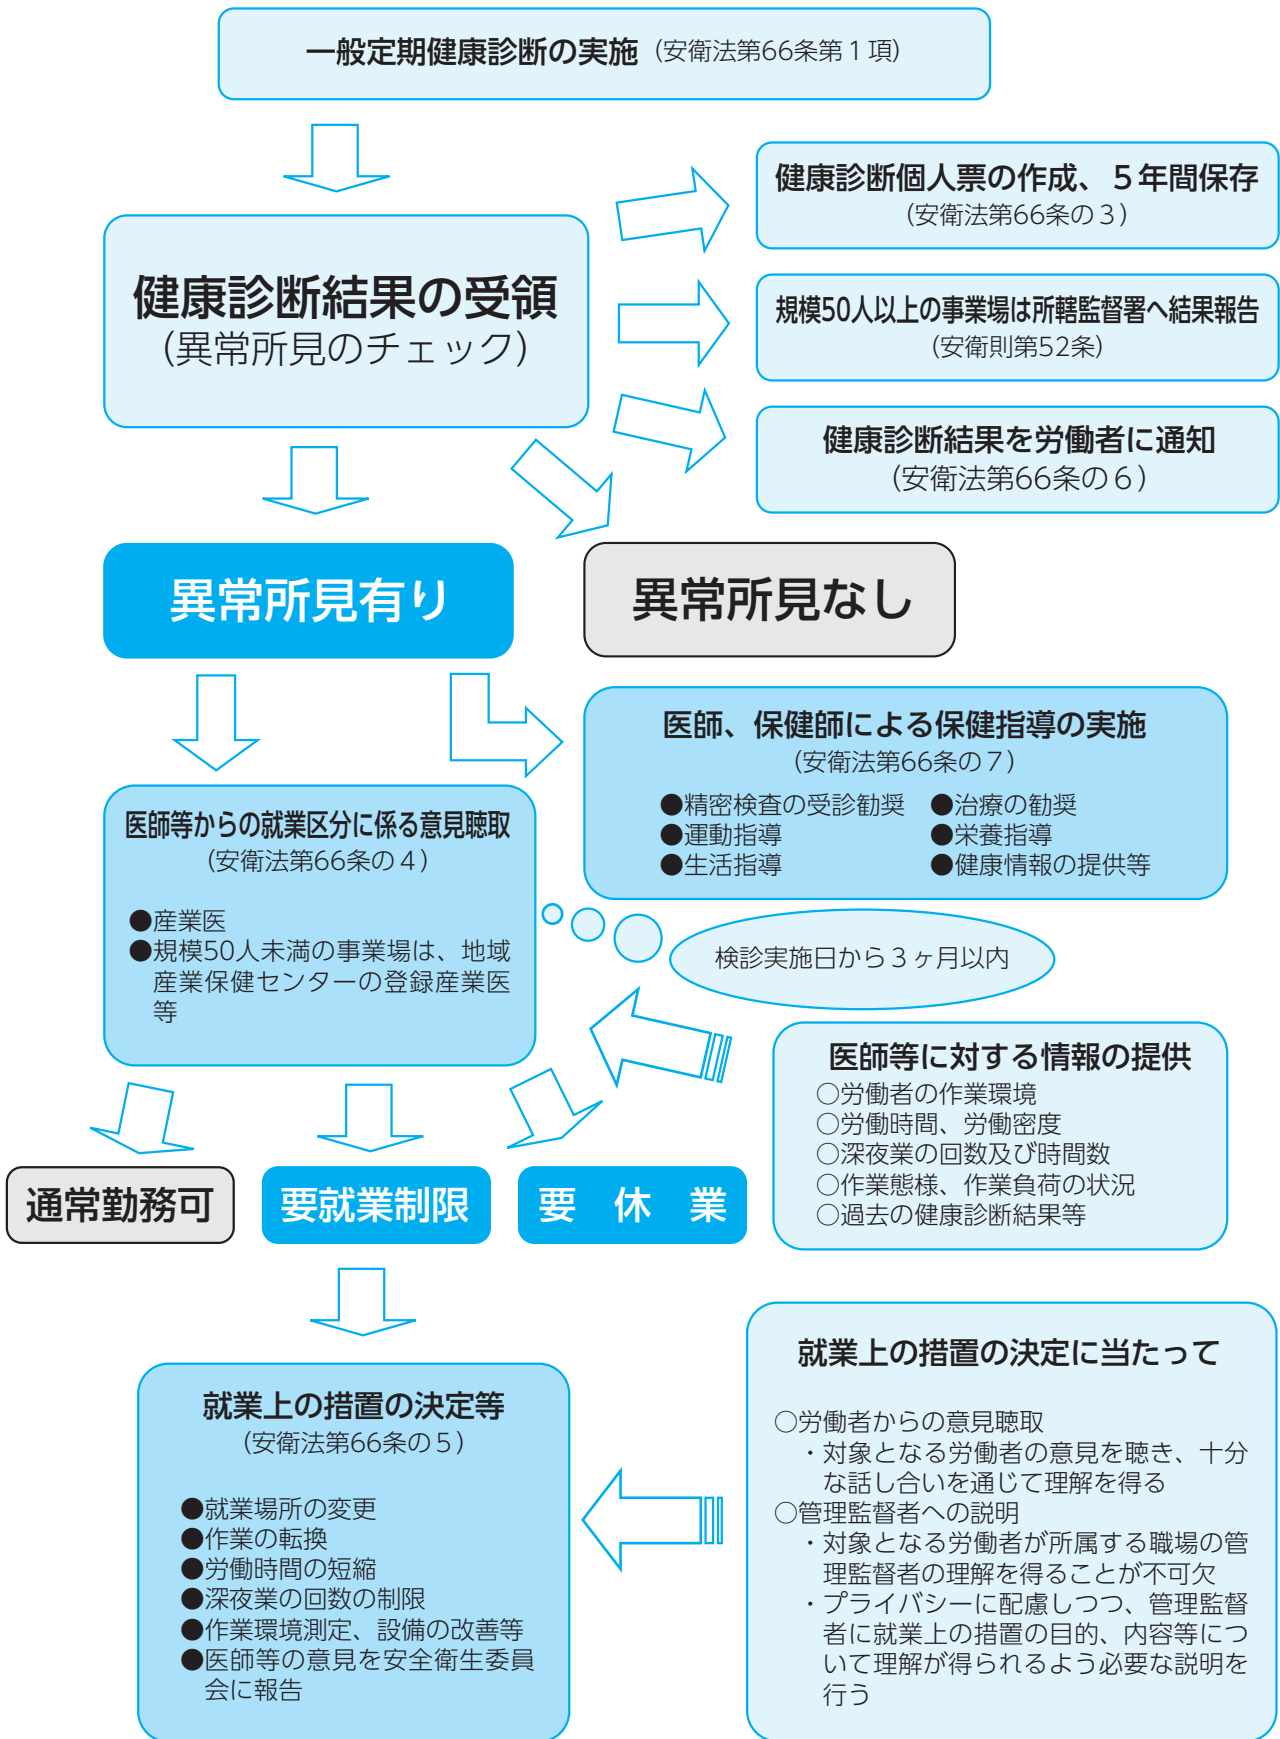 一般定期健康診断の実施（安衛法第66条第１項）
健康診断個人票の作成、５年間保存
（安衛法第66条の３）
健康診断結果の受領
（異常所見のチェック）
規模50人以上の事業場は所轄監督署へ結果報告
（安衛則第52条）
健康診断結果を労働者に通知
（安衛法第66条の６）
異常所見有り
異常所見なし
医師、保健師による保健指導の実施
（安衛法第66条の７）
●精密検査の受診勧奨　●治療の勧奨
●運動指導　●栄養指導
●生活指導　●健康情報の提供等
医師等からの就業区分に係る意見聴取
（安衛法第66条の４）
●産業医
●規模50人未満の事業場は、地域
産業保健センターの登録産業医
等
検診実施日から３ヶ月以内
医師等に対する情報の提供
○労働者の作業環境
○労働時間、労働密度
○深夜業の回数及び時間数
○作業態様、作業負荷の状況
○過去の健康診断結果等
通常勤務可
要就業制限
要　休　業
就業上の措置の決定等
（安衛法第66条の５）
●就業場所の変更
●作業の転換
●労働時間の短縮
●深夜業の回数の制限
●作業環境測定、設備の改善等
●医師等の意見を安全衛生委員
会に報告
就業上の措置の決定に当たって
○労働者からの意見聴取
・対象となる労働者の意見を聴き、十分
な話し合いを通じて理解を得る
○管理監督者への説明
・対象となる労働者が所属する職場の管
理監督者の理解を得ることが不可欠
・プライバシーに配慮しつつ、管理監督
者に就業上の措置の目的、内容等につ
いて理解が得られるよう必要な説明を
行う